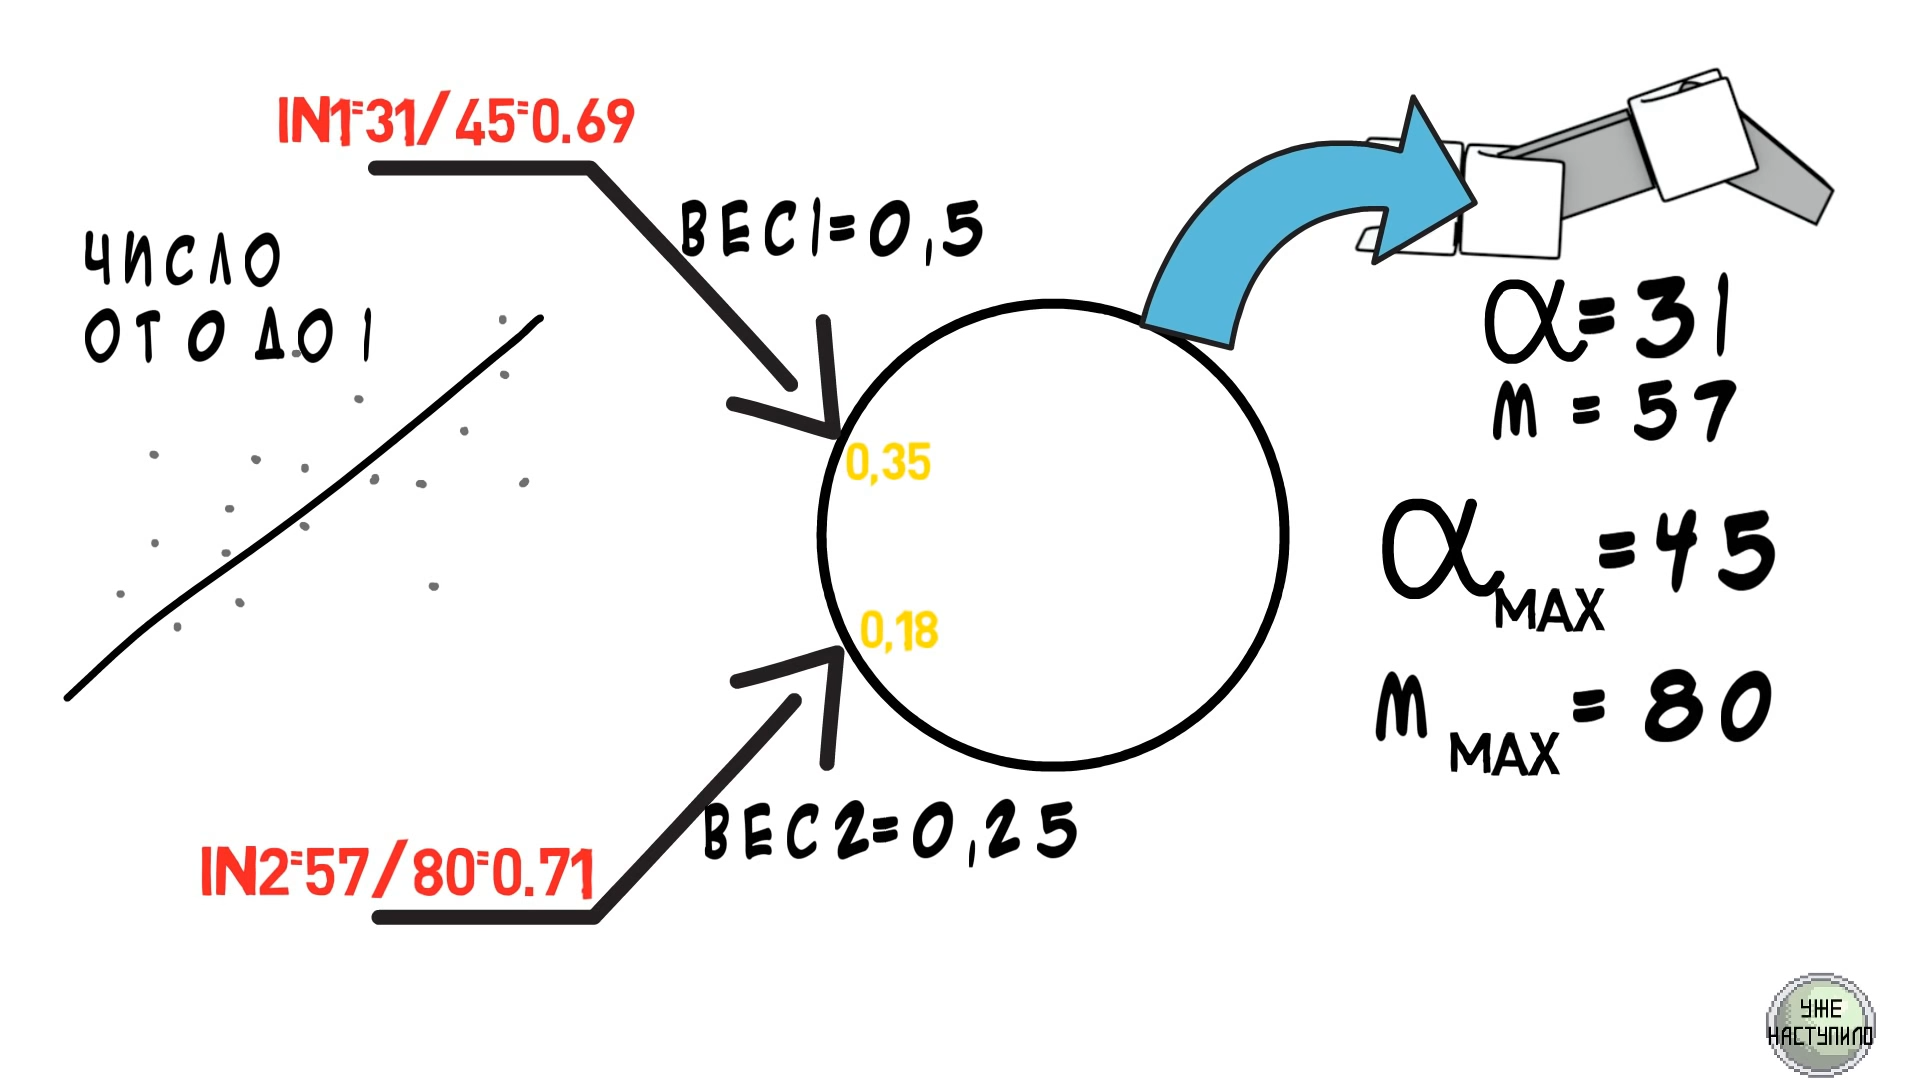 IN1=31/45=0.69
ВЕС1=0,5
ЧИСЛО
ОТ 0 ДО 1
α=31
m = 57
0,35
αMAX=45
0,18
m MAX = 80
ВЕС2=0,25
IN2=57/80=0.71
УЖЕ
НАСТУПИЛО